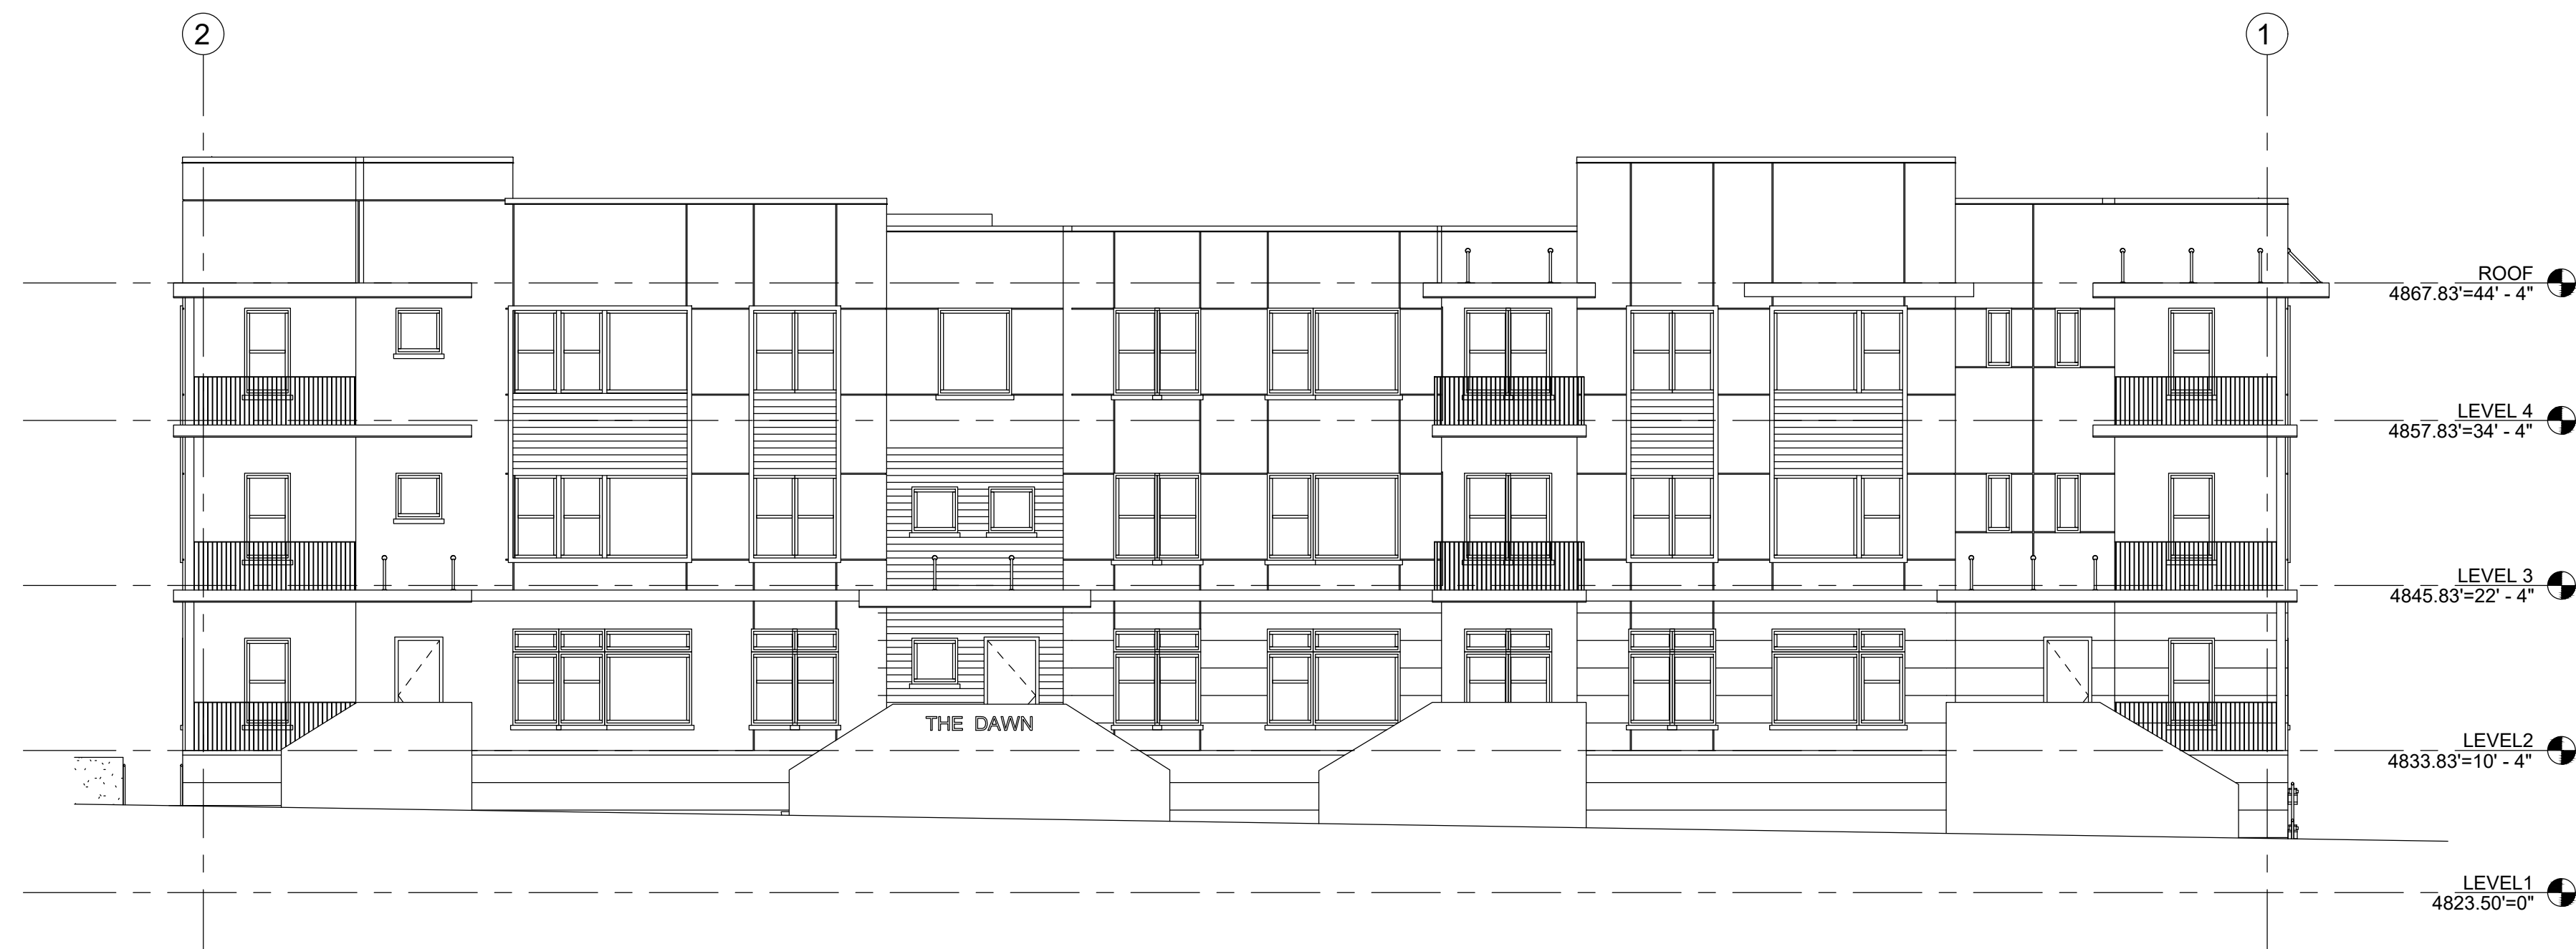 2
1
ROOF
4867.83'=44' - 4"
LEVEL 4
4857.83'=34' - 4"
LEVEL 3
4845.83'=22' - 4"
THE DAWN
LEVEL2
4833.83'=10' - 4"
LEVEL1
4823.50'=0"